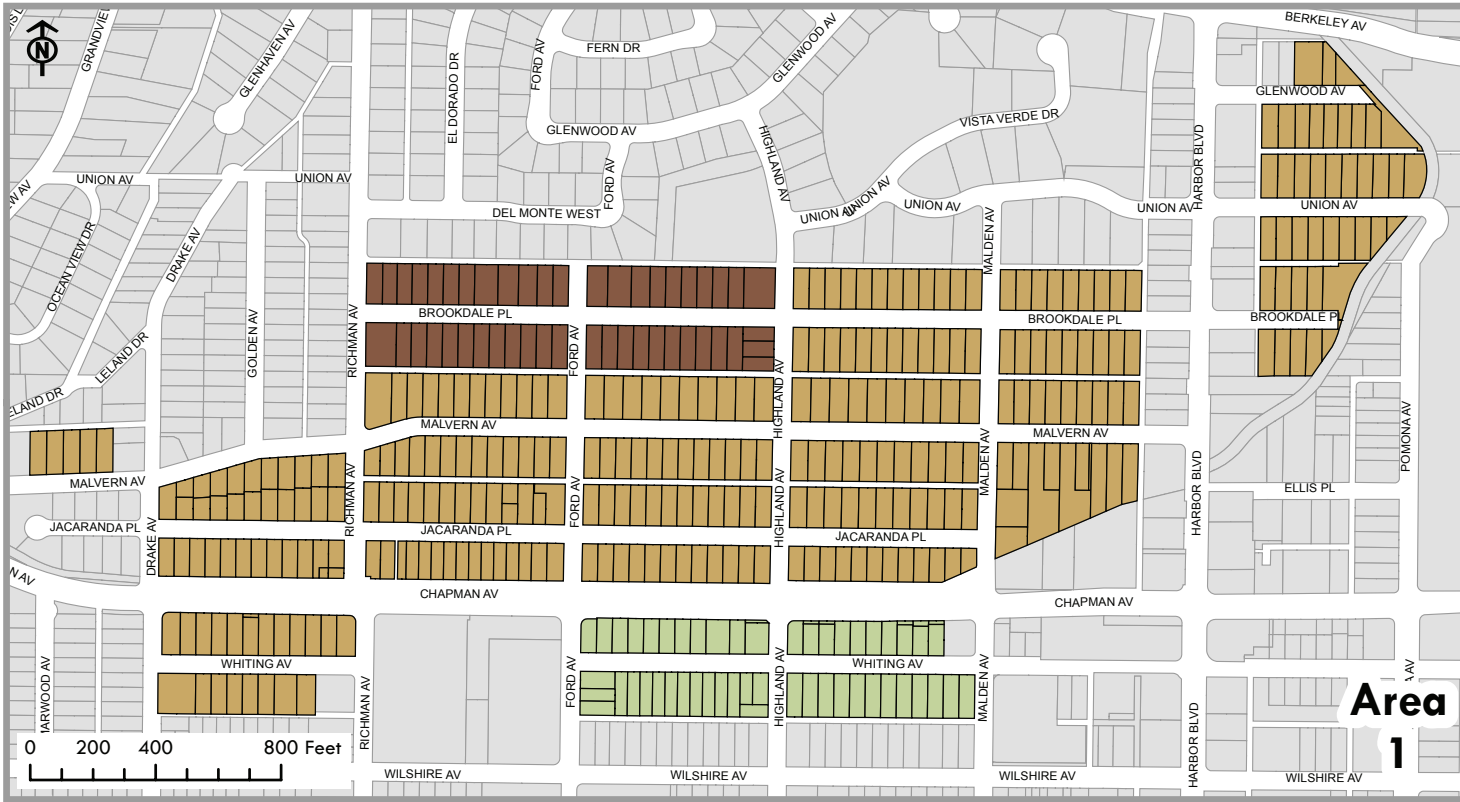 BERKELEY AV
GRANDVIEW
N
GLENHAVEN AV
FERN DR
FORD AV
EL DORADO DR
GLENWOOD AV
GLENWOOD AV
GLENWOOD AV
VISTA VERDE DR
HARBOR BLVD
HIGHLAND AV
UNION AV
UNION AV
FORD AV
UNION AV
UNION AV
UNION AV
UNION AV
UNION AV
DEL MONTE WEST
MALDEN AV
DRAKE AV
OCEAN VIEW DR
BROOKDALE PL
BROOKDALE PL
BROOKDALE PL
RICHMAN AV
GOLDEN AV
FORD AV
LELAND DR
ELAND DR
HIGHLAND AV
MALVERN AV
MALVERN AV
MALDEN AV
POMONA AV
MALVERN AV
ELLIS PL
RICHMAN AV
FORD AV
HIGHLAND AV
HARBOR BLVD
JACARANDA PL
JACARANDA PL
JACARANDA PL
DRAKE AV
N AV
CHAPMAN AV
CHAPMAN AV
WHITING AV
WHITING AV
MARWOOD AV
RICHMAN AV
FORD AV
HIGHLAND AV
MALDEN AV
HARBOR BLVD
A AV
Area
1
0 200 400 800 Feet
WILSHIRE AV
WILSHIRE AV
WILSHIRE AV
WILSHIRE AV